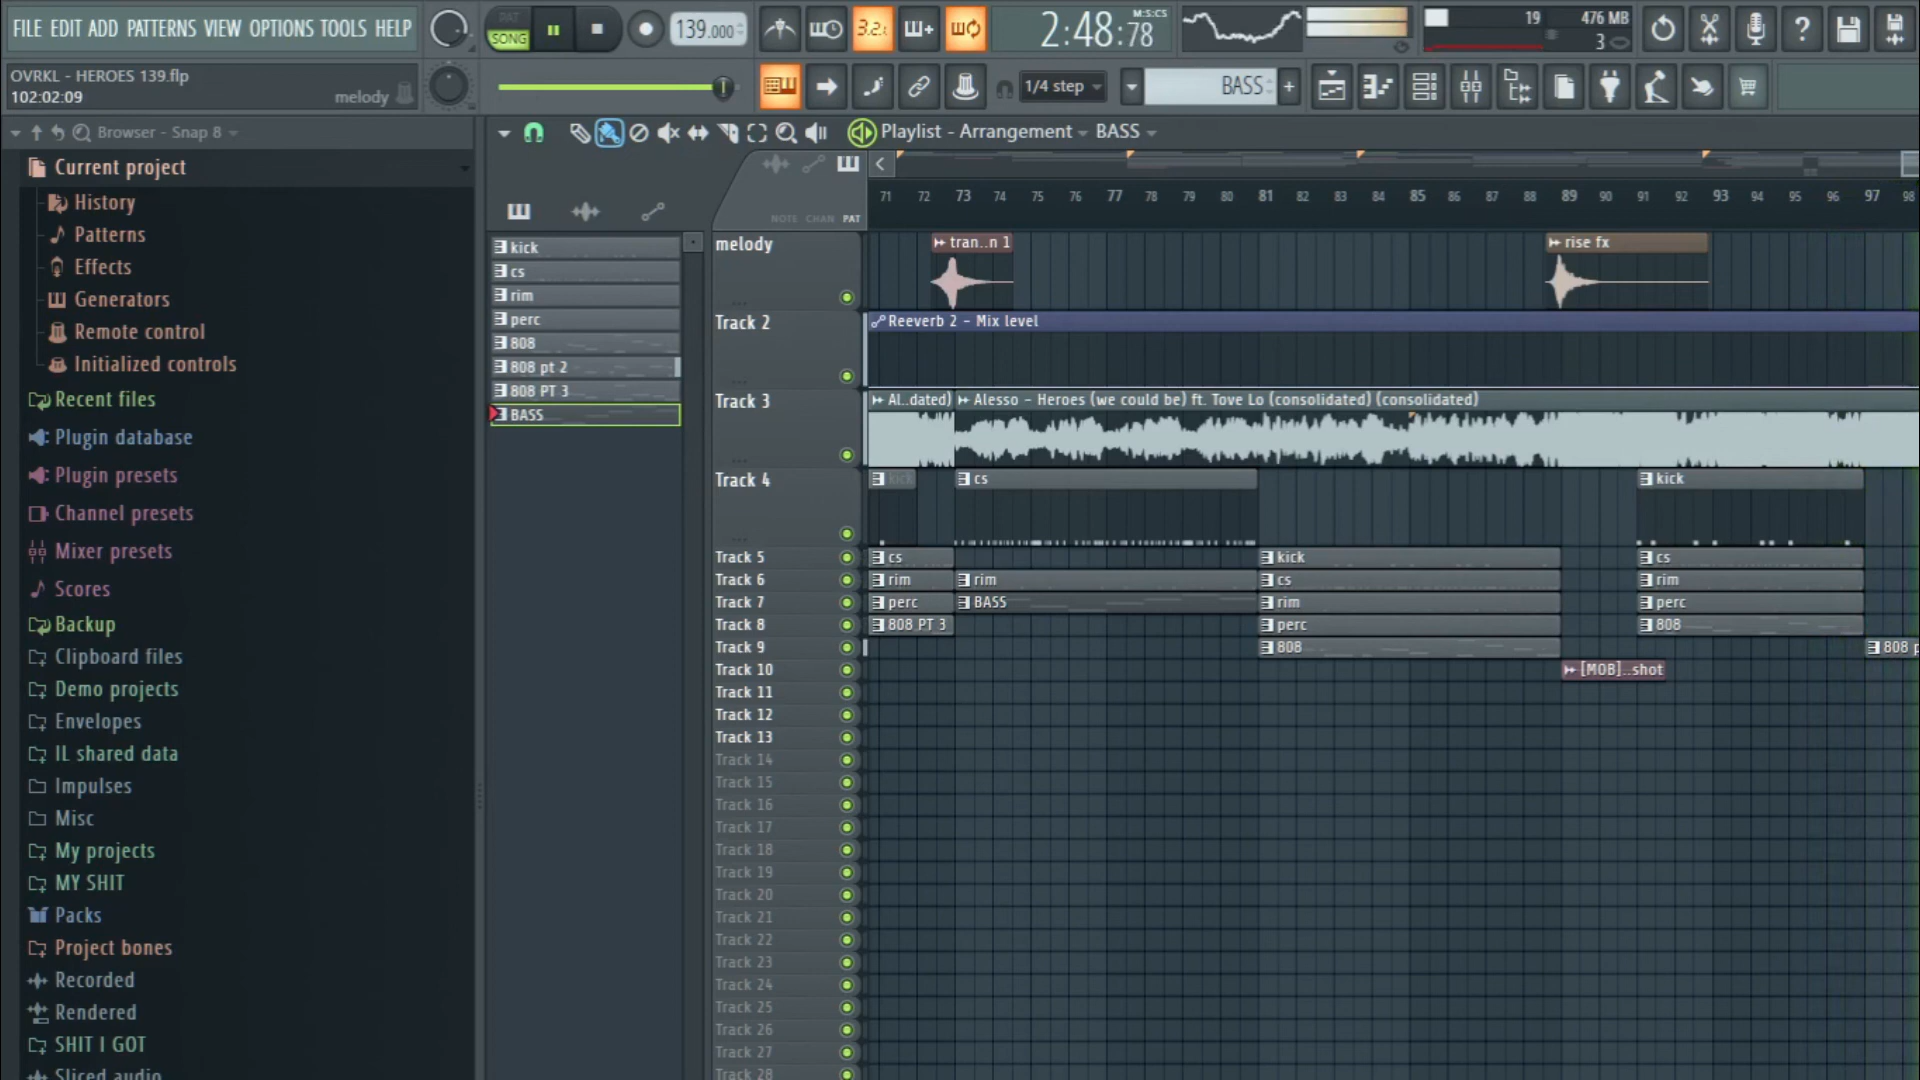 FILE EDIT ADD PATTERNS VIEW OPTIONS TOOLS HELP
PAT
SONG
139.000
3.2.
2:48:78
M:S:CS
19
476 MB
3
OVRKL - HEROES 139.flp
102:02:09
melody
1/4 step
BASS
Browser - Snap 8
Playlist - Arrangement
BASS
Current project
History
Patterns
Effects
Generators
Remote control
Initialized controls
Recent files
Plugin database
Plugin presets
Channel presets
Mixer presets
Scores
Backup
Clipboard files
Demo projects
Envelopes
IL shared data
Impulses
Misc
My projects
MY SHIT
Packs
Project bones
Recorded
Rendered
SHIT I GOT
Sliced audio
kick
cs
rim
perc
808
808 pt 2
808 PT 3
BASS
NOTE CHAN PAT
71 72 73 74 75 76 77 78 79 80 81 82 83 84 85 86 87 88 89 90 91 92 93 94 95 96 97 98
melody
tran..n 1
rise fx
Track 2
Reeverb 2 - Mix level
Track 3
Al..dated)
Alesso - Heroes (we could be) ft. Tove Lo (consolidated) (consolidated)
Track 4
kick
cs
kick
Track 5
cs
kick
cs
Track 6
rim
rim
cs
rim
Track 7
perc
BASS
rim
perc
Track 8
808 PT 3
perc
808
Track 9
808
808 p
Track 10
[MOB]..shot
Track 11
Track 12
Track 13
Track 14
Track 15
Track 16
Track 17
Track 18
Track 19
Track 20
Track 21
Track 22
Track 23
Track 24
Track 25
Track 26
Track 27
Track 28